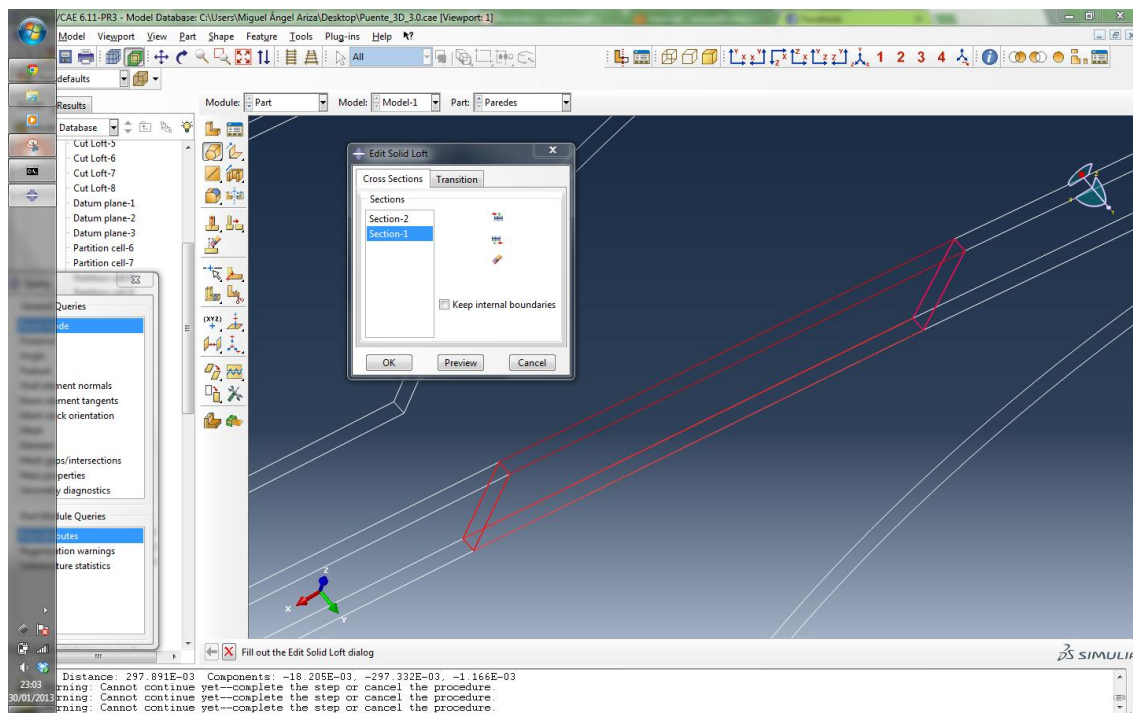 /CAE 6.11-PR3 - Model Database: C:\Users\Miguel Ángel Ariza\Desktop\Puente_3D_3.0.cae [Viewport: 1]
Model Viewport View Part Shape Feature Tools Plug-ins Help
All
1 2 3 4
defaults
Results
Module: Part Model: Model-1 Part: Paredes
Database
Cut Loft-5
Cut Loft-6
Cut Loft-7
Cut Loft-8
Datum plane-1
Datum plane-2
Datum plane-3
Partition cell-6
Partition cell-7
Queries
ment normals
ment tangents
ck orientation
ps/intersections
perties
y diagnostics
dule Queries
butes
tion warnings
ture statistics
(XYZ)
Edit Solid Loft
Cross Sections Transition
Sections
Section-2
Section-1
Keep internal boundaries
OK Preview Cancel
Z
X
Y
Fill out the Edit Solid Loft dialog
SIMULIA
Distance: 297.891E-03 Components: -18.205E-03, -297.332E-03, -1.166E-03
rning: Cannot continue yet--complete the step or cancel the procedure.
rning: Cannot continue yet--complete the step or cancel the procedure.
rning: Cannot continue yet--complete the step or cancel the procedure.
23:03
30/01/2013